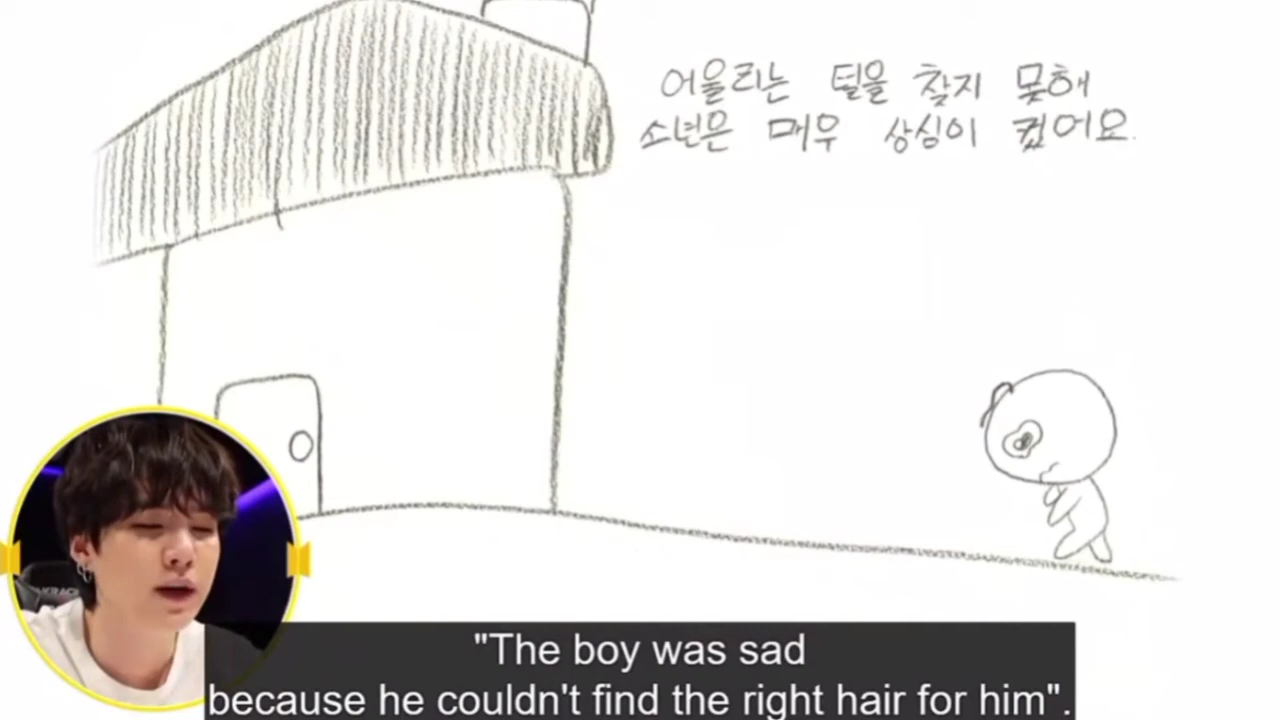 어울리는 털을 찾지 못해
소년은 매우 상심이 컸어요.
"The boy was sad
because he couldn't find the right hair for him".